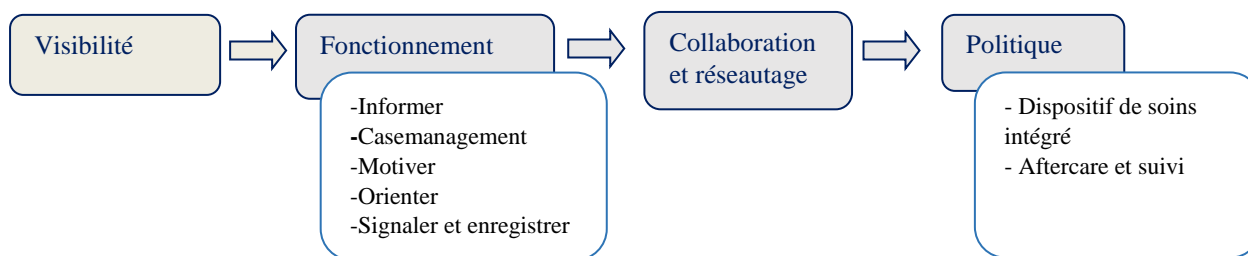 Visibilité
Fonctionnement
-Informer
-Casemanagement
-Motiver
-Orienter
-Signaler et enregistrer
Collaboration
et réseautage
Politique
- Dispositif de soins
intégré
- Aftercare et suivi